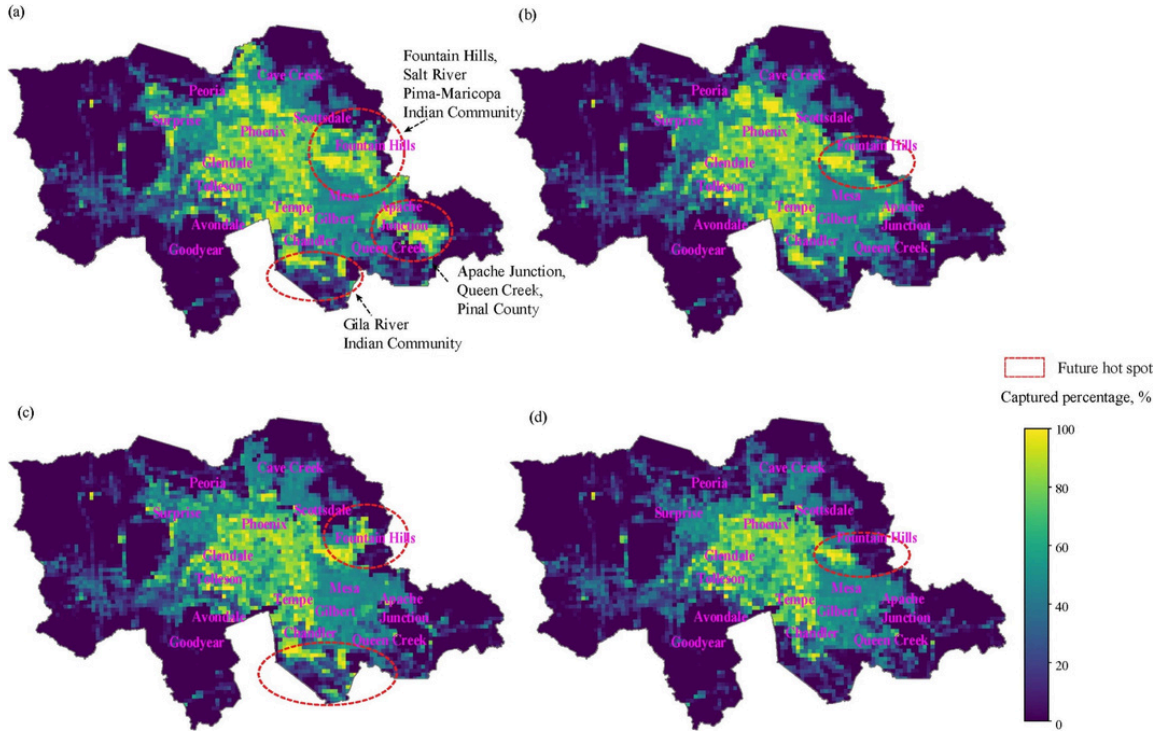 (a)
Fountain Hills,
Salt River
Pima-Maricopa
Indian Community
Cave Creek
Peoria
Surprise
Scottsdale
Phoenix
Fountain Hills
Glendale
Tolleson
Mesa
Tempe
Apache
Junction
Gilbert
Avondale
Chandler
Goodyear
Queen Creek
Apache Junction,
Queen Creek,
Pinal County
Gila River
Indian Community
(b)
Cave Creek
Peoria
Surprise
Scottsdale
Phoenix
Fountain Hills
Glendale
Tolleson
Mesa
Tempe
Apache
Junction
Gilbert
Avondale
Chandler
Goodyear
Queen Creek
Future hot spot
Captured percentage, %
100
80
60
40
20
0
(c)
Cave Creek
Peoria
Surprise
Scottsdale
Phoenix
Fountain Hills
Glendale
Tolleson
Mesa
Tempe
Apache
Junction
Gilbert
Avondale
Chandler
Goodyear
Queen Creek
(d)
Cave Creek
Peoria
Surprise
Scottsdale
Phoenix
Fountain Hills
Glendale
Tolleson
Mesa
Tempe
Apache
Junction
Gilbert
Avondale
Chandler
Goodyear
Queen Creek